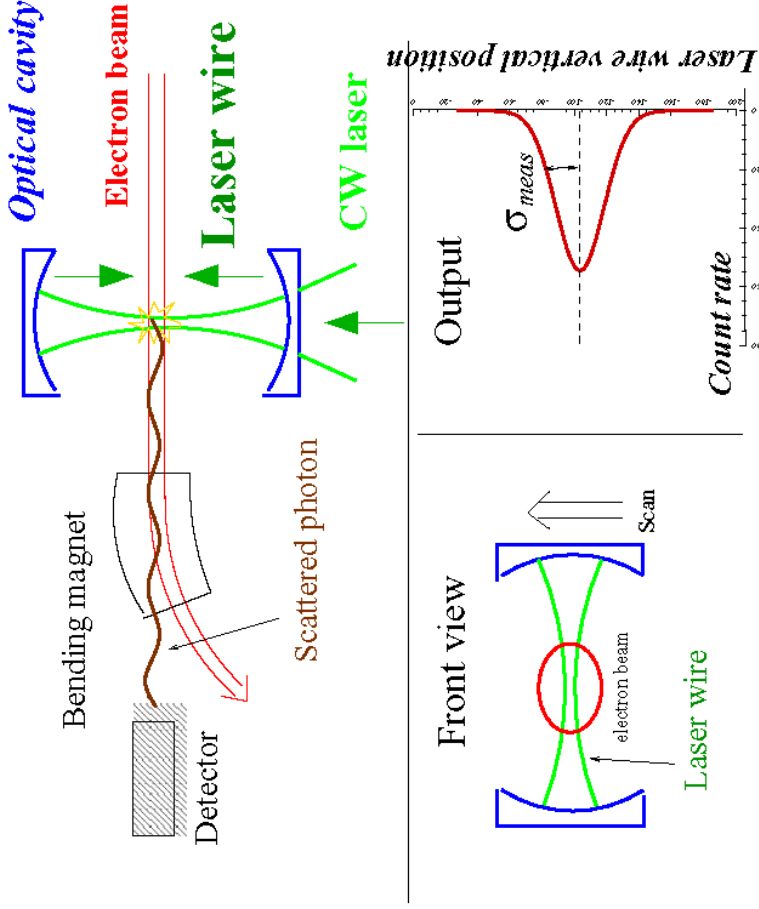 Optical cavity
Electron beam
Laser wire
CW laser
Bending magnet
Scattered photon
Detector
Front view
electron beam
Laser wire
Scan
Output
σ meas
Count rate
Laser wire vertical position